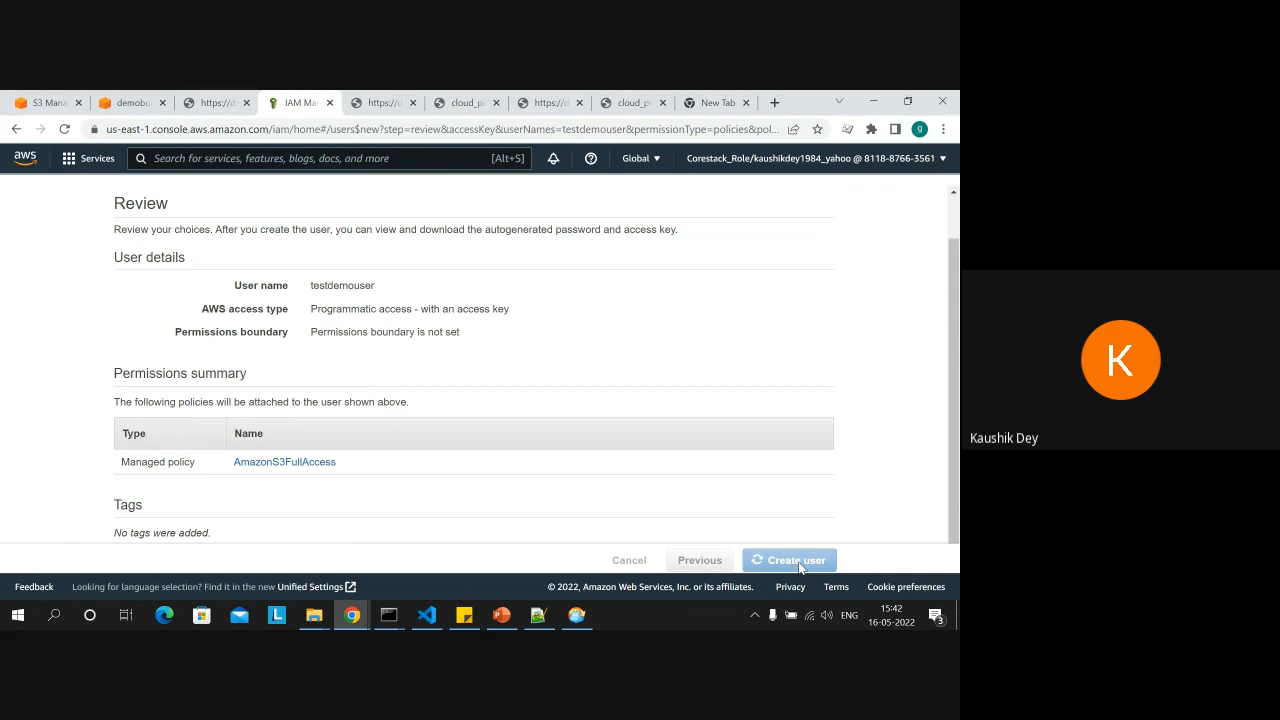 S3 Mana
demobu
https://d
IAM Mar
https://d
cloud_pi
https://d
cloud_p
New Tab
us-east-1.console.aws.amazon.com/iam/home#/users$new?step=review&accessKey&userNames=testdemouser&permissionType=policies&pol...
g
aws
Services
Search for services, features, blogs, docs, and more
[Alt+S]
Global
Corestack_Role/kaushikdey1984_yahoo @ 8118-8766-3561
Review
Review your choices. After you create the user, you can view and download the autogenerated password and access key.
User details
User name testdemouser
AWS access type Programmatic access - with an access key
Permissions boundary Permissions boundary is not set
Permissions summary
The following policies will be attached to the user shown above.
Type Name
Managed policy AmazonS3FullAccess
Tags
No tags were added.
Cancel Previous Create user
Feedback Looking for language selection? Find it in the new Unified Settings © 2022, Amazon Web Services, Inc. or its affiliates. Privacy Terms Cookie preferences
L
ENG
15:42
16-05-2022
3
K
Kaushik Dey